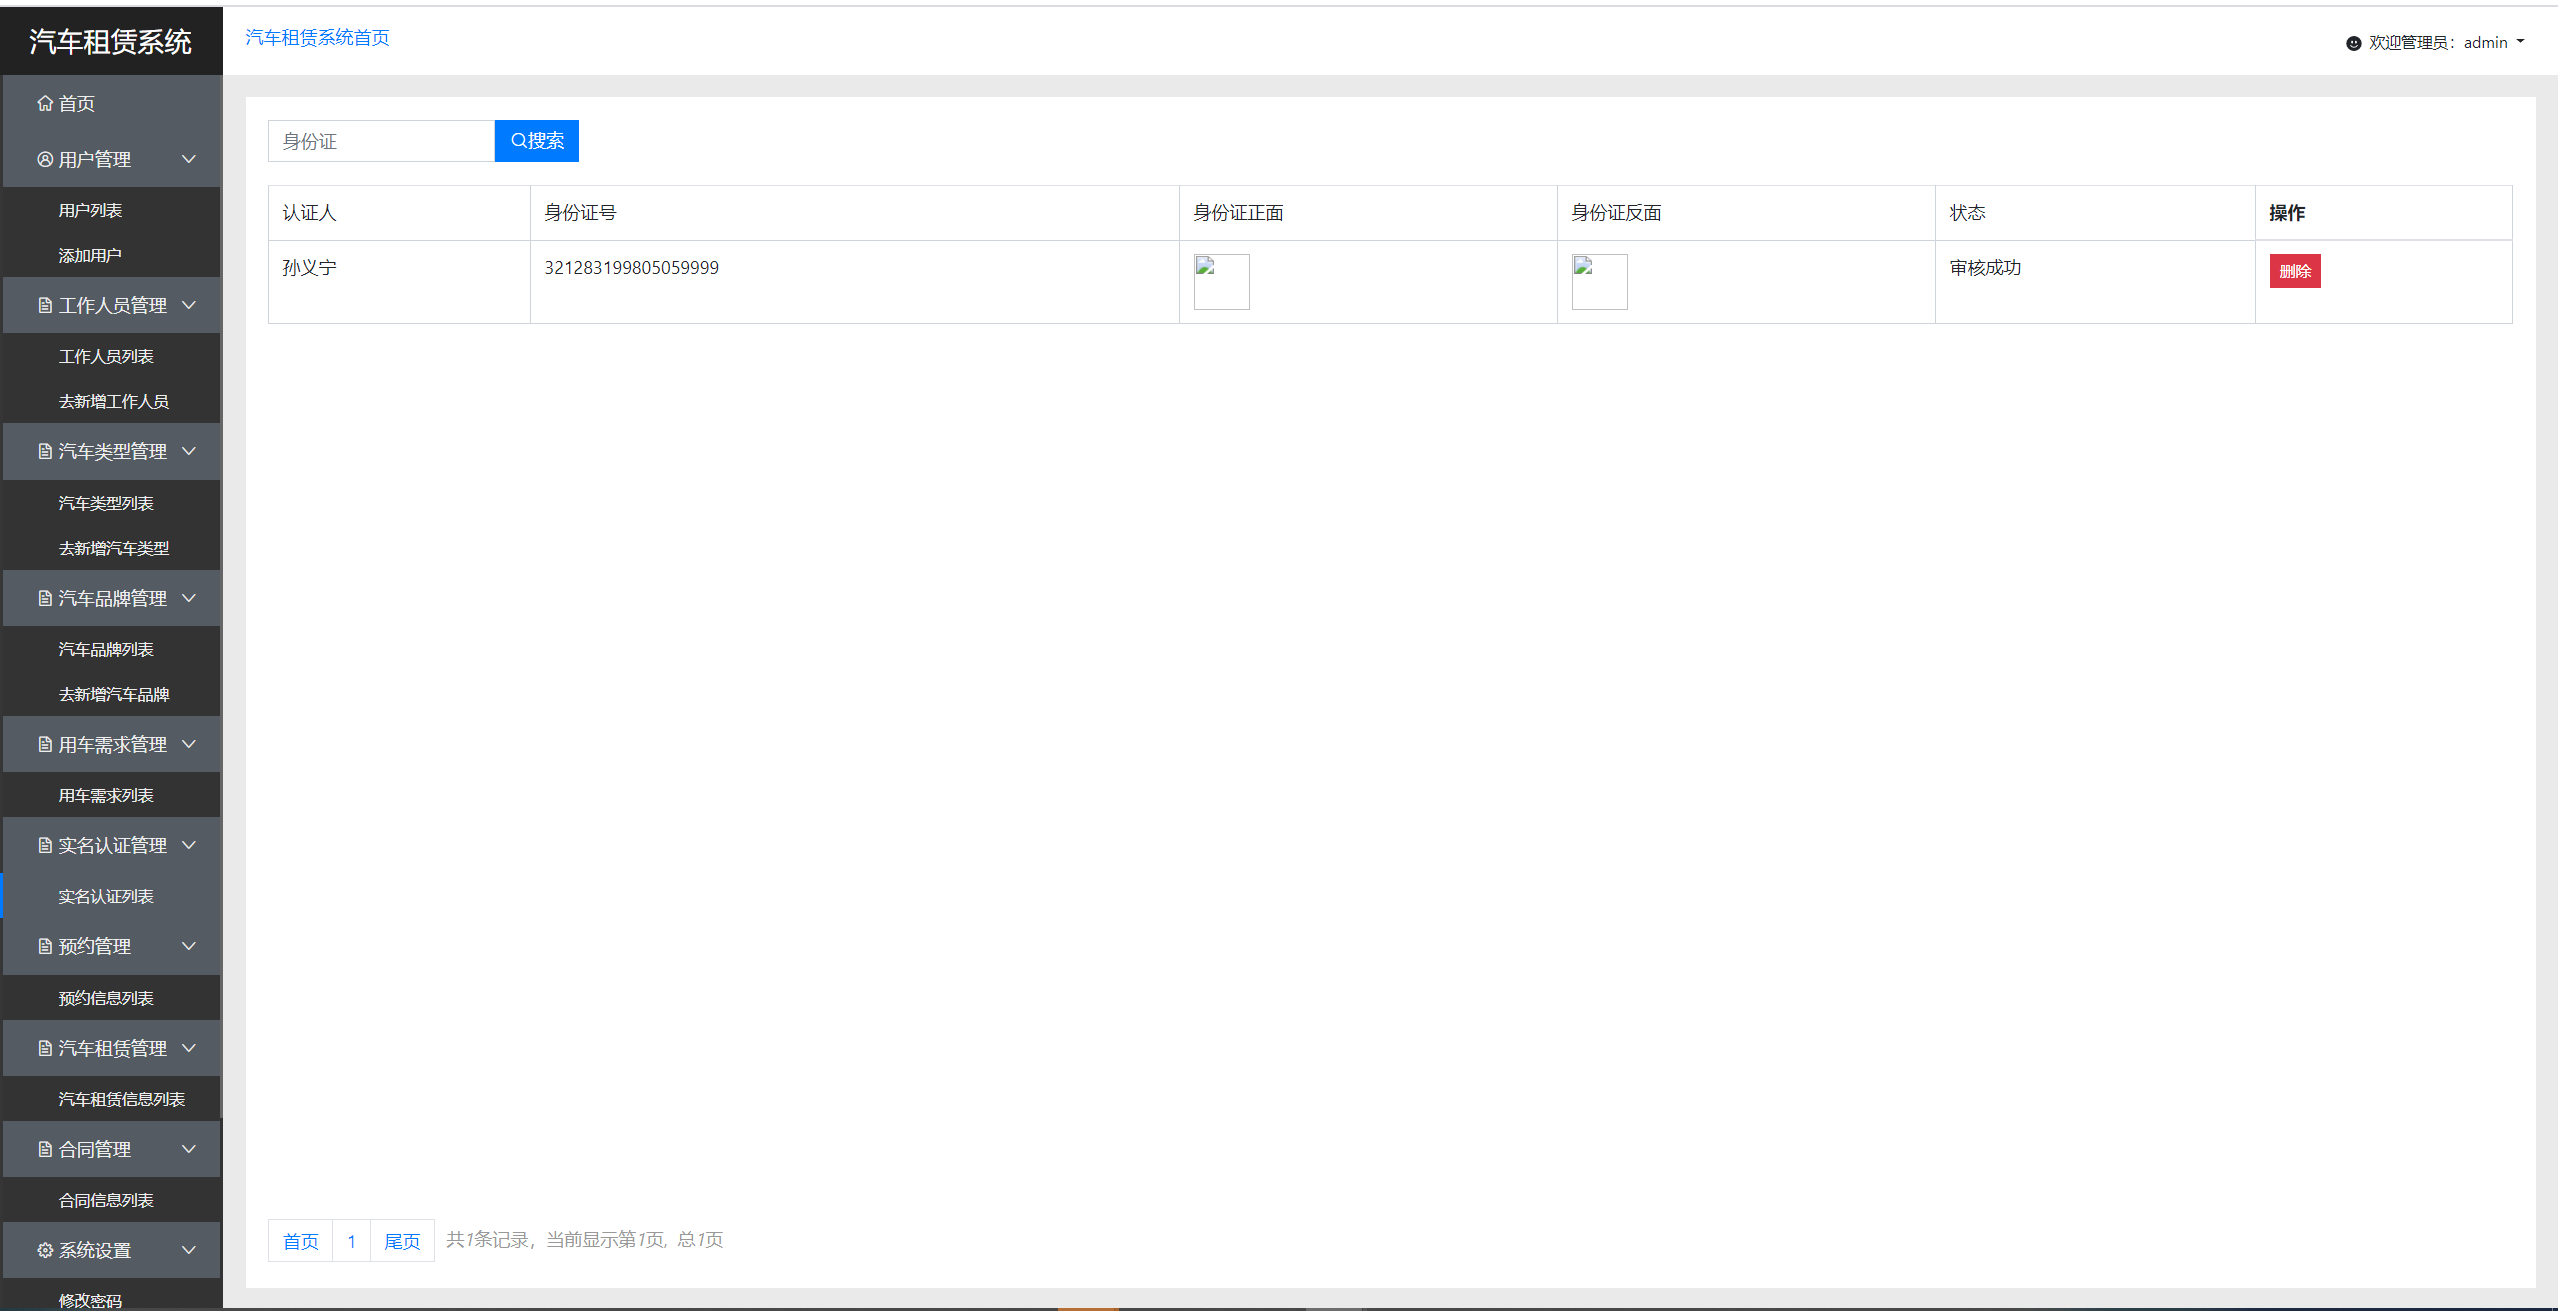 汽车租赁系统
汽车租赁系统首页
欢迎管理员：admin
首页
用户管理
用户列表
添加用户
工作人员管理
工作人员列表
去新增工作人员
汽车类型管理
汽车类型列表
去新增汽车类型
汽车品牌管理
汽车品牌列表
去新增汽车品牌
用车需求管理
用车需求列表
实名认证管理
实名认证列表
预约管理
预约信息列表
汽车租赁管理
汽车租赁信息列表
合同管理
合同信息列表
系统设置
修改密码
身份证 搜索
认证人 身份证号 身份证正面 身份证反面 状态 操作
孙义宁 321283199805059999 审核成功 删除
首页 1 尾页 共1条记录，当前显示第1页, 总1页